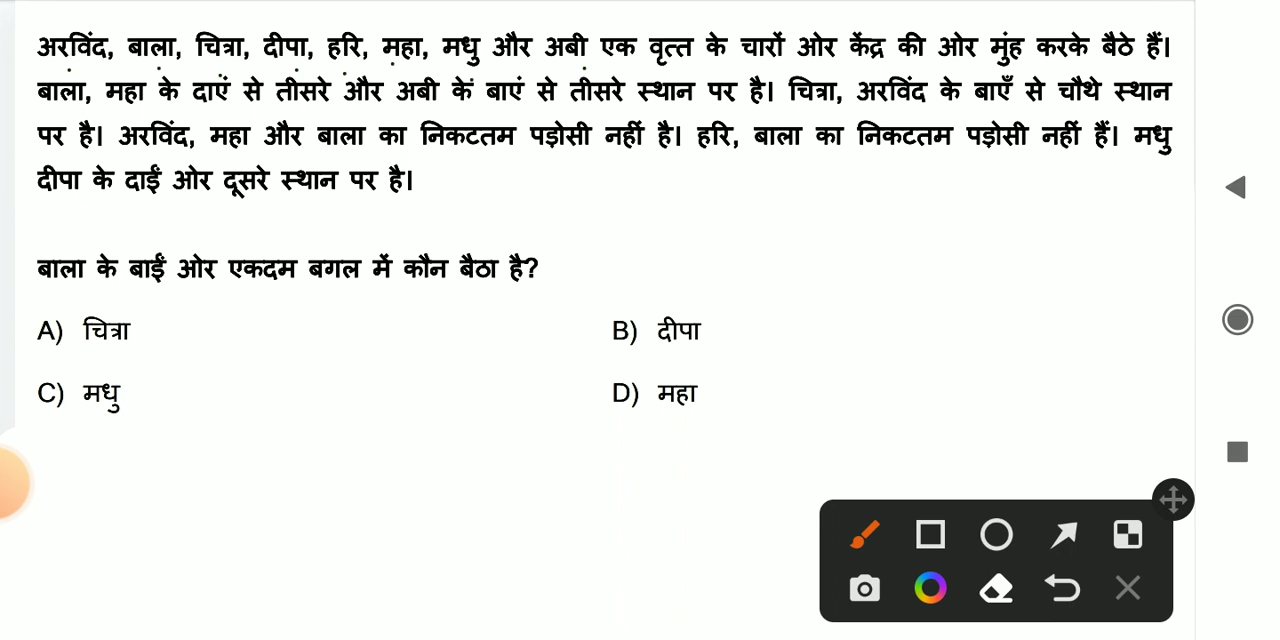 अरविंद, बाला, चित्रा, दीपा, हरि, महा, मधु और अबी एक वृत्त के चारों ओर केंद्र की ओर मुंह करके बैठे हैं।
बाला, महा के दाएं से तीसरे और अबी के बाएं से तीसरे स्थान पर है। चित्रा, अरविंद के बाएँ से चौथे स्थान
पर है। अरविंद, महा और बाला का निकटतम पड़ोसी नहीं है। हरि, बाला का निकटतम पड़ोसी नहीं हैं। मधु
दीपा के दाईं ओर दूसरे स्थान पर है।
बाला के बाईं ओर एकदम बगल में कौन बैठा है?
A) चित्रा
B) दीपा
C) मधु
D) महा